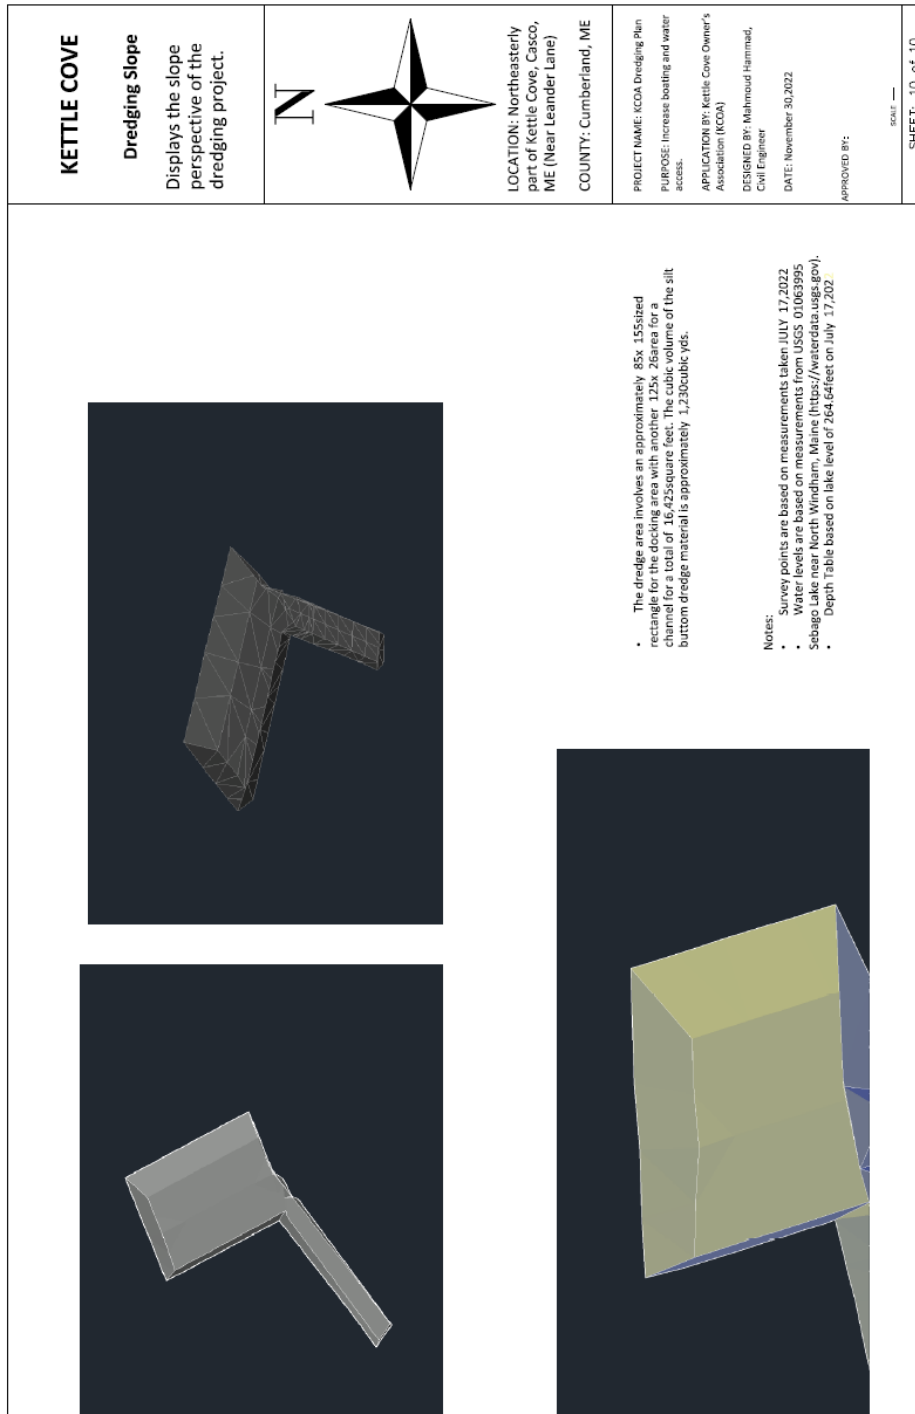 KETTLE COVE
Dredging Slope
Displays the slope
perspective of the
dredging project.
N
LOCATION: Northeasterly
part of Kettle Cove, Casco,
ME (Near Leander Lane)
COUNTY: Cumberland, ME
PROJECT NAME: KCOA Dredging Plan
PURPOSE: Increase boating and water
access.
APPLICATION BY: Kettle Cove Owner's
Association (KCOA)
DESIGNED BY: Mahmoud Hammad,
Civil Engineer
DATE: November 30,2022
APPROVED BY:
SCALE —
SHEET: 10 of 10
• The dredge area involves an approximately 85x 155sized
rectangle for the docking area with another 125x 26area for a
channel for a total of 16,425square feet. The cubic volume of the silt
buttom dredge material is approximately 1,230cubic yds.
Notes:
• Survey points are based on measurements taken JULY 17,2022
• Water levels are based on measurements from USGS 01063995
Sebago Lake near North Windham, Maine (https://waterdata.usgs.gov).
• Depth Table based on lake level of 264.64feet on July 17,2022